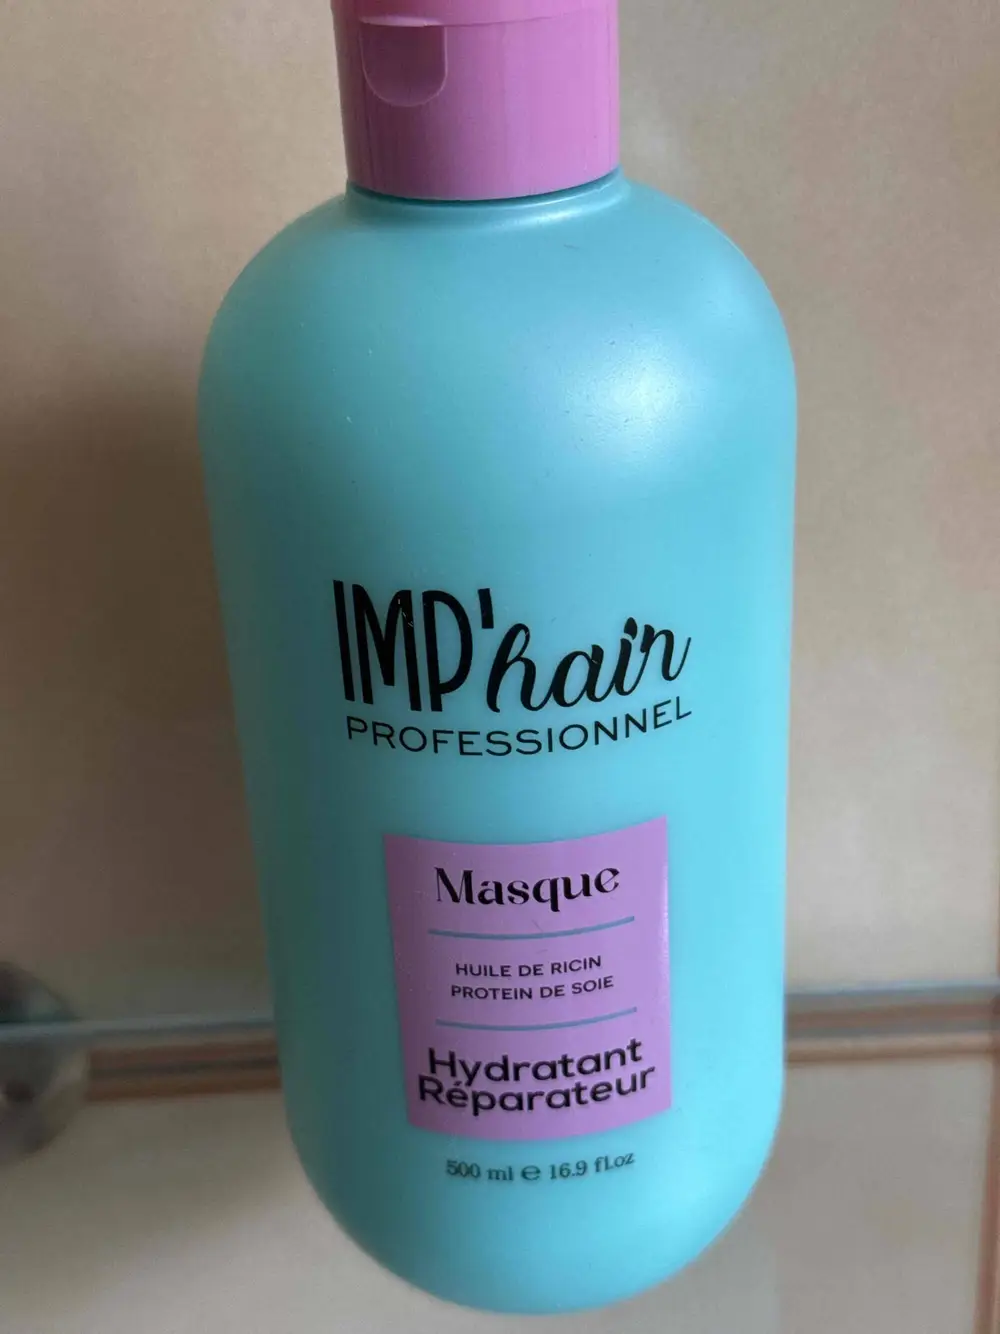 IMP'hair
PROFESSIONNEL
Masque
HUILE DE RICIN
PROTEIN DE SOIE
Hydratant
Réparateur
500 ml e 16.9 fl.oz